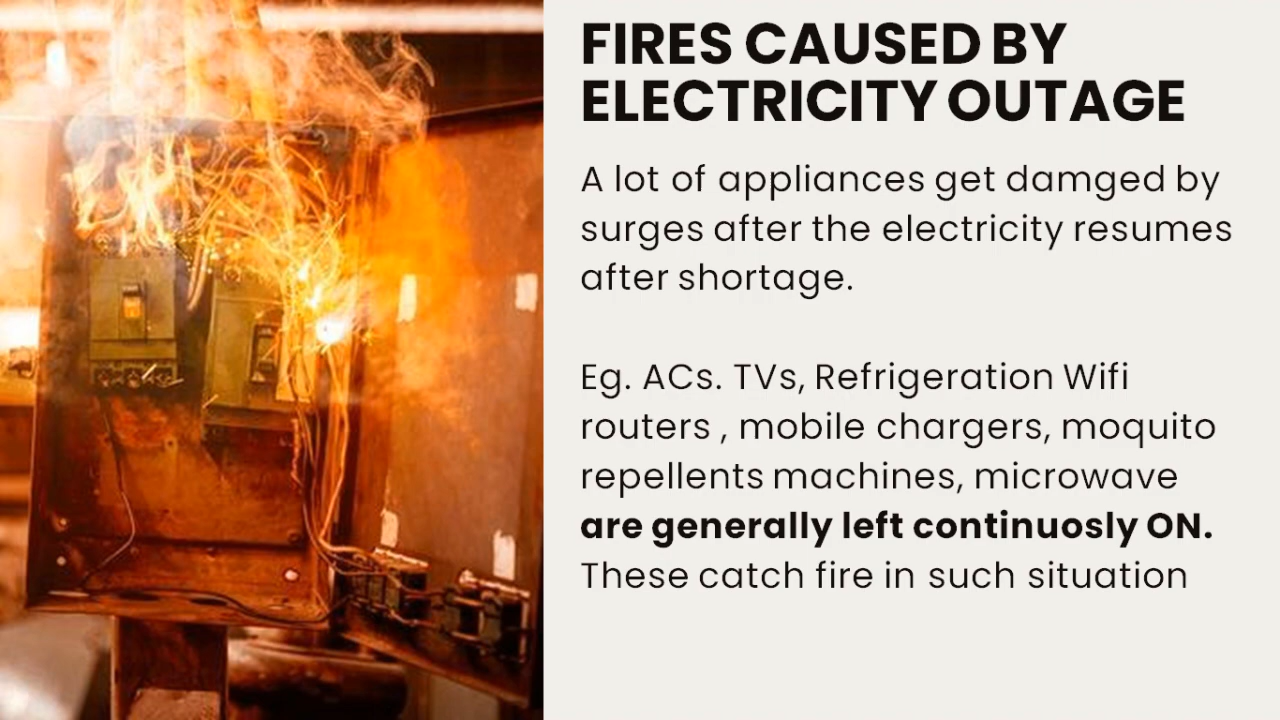 FIRES CAUSED BY
ELECTRICITY OUTAGE
A lot of appliances get damged by
surges after the electricity resumes
after shortage.
Eg. ACs. TVs, Refrigeration Wifi
routers , mobile chargers, moquito
repellents machines, microwave
are generally left continuosly ON.
These catch fire in such situation